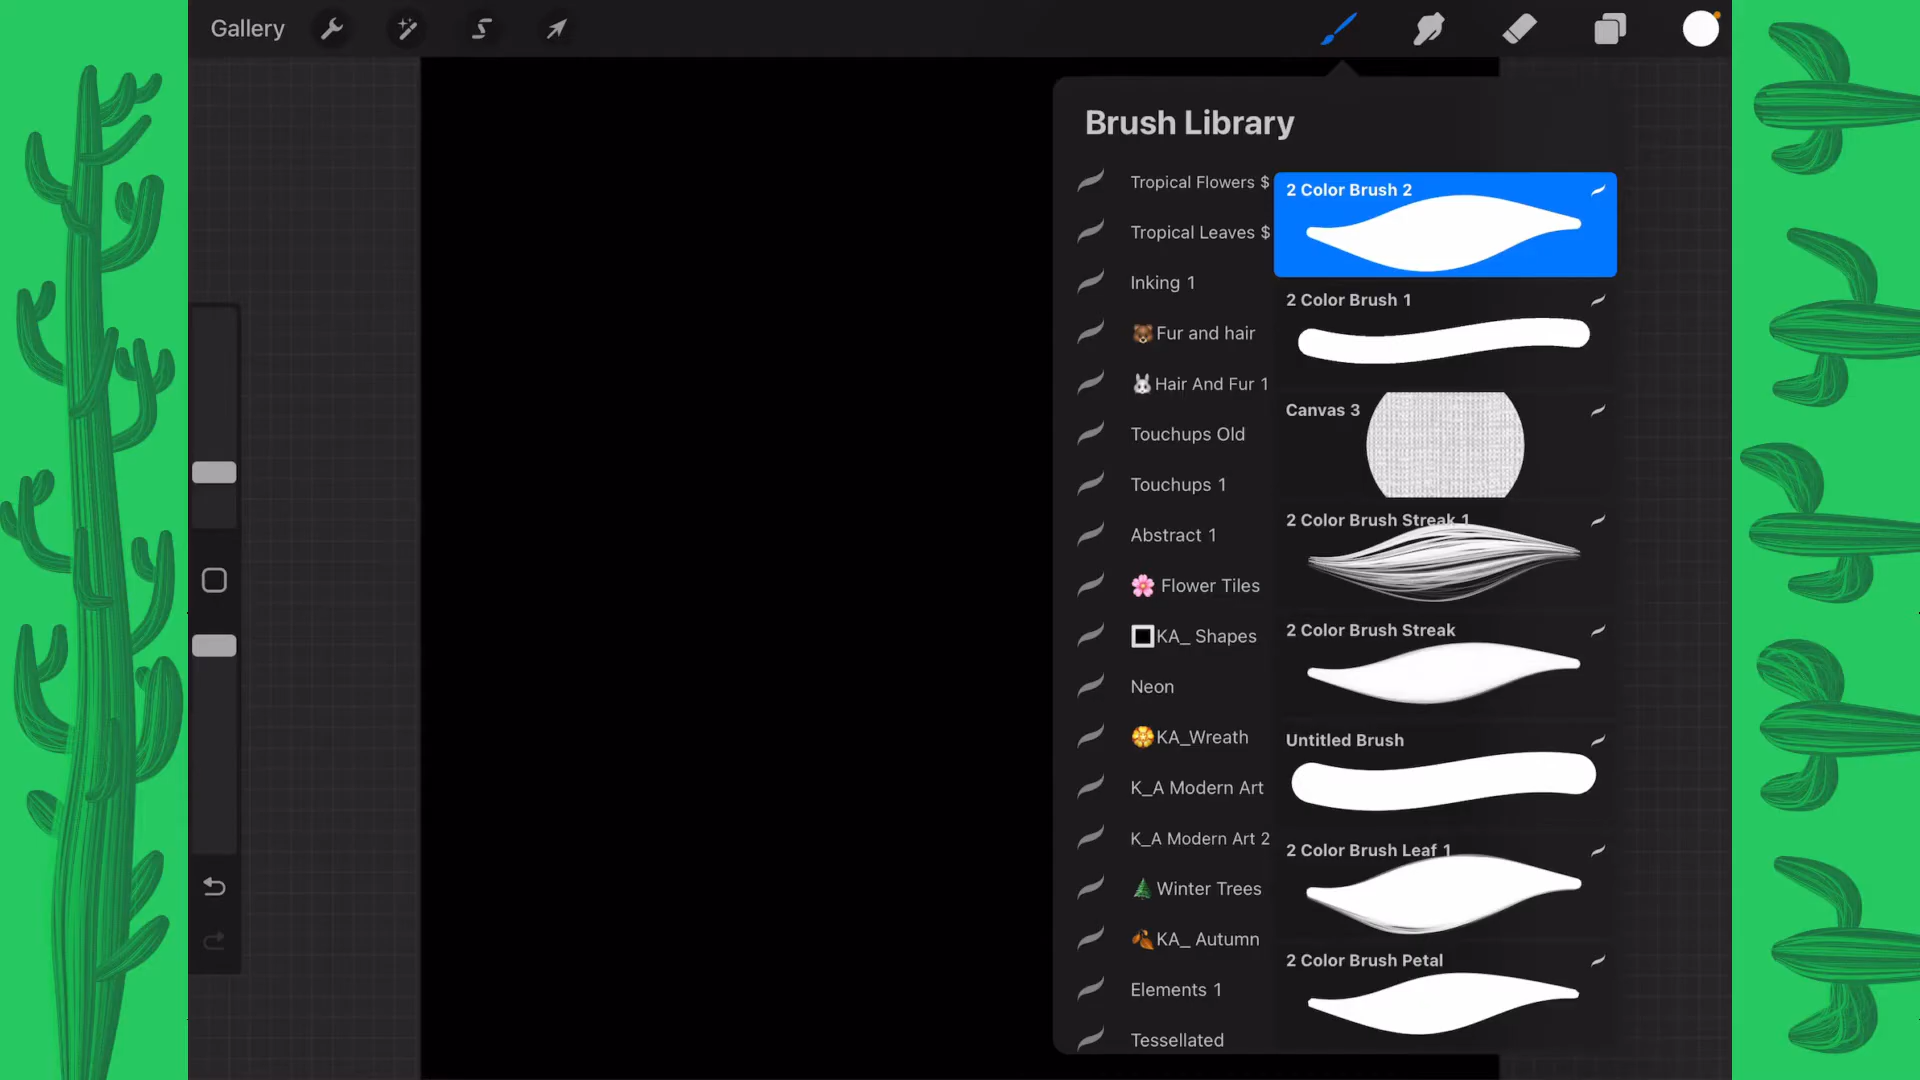 Gallery
Brush Library
Tropical Flowers $
Tropical Leaves $
Inking 1
🐻Fur and hair
🐰Hair And Fur 1
Touchups Old
Touchups 1
Abstract 1
🌸 Flower Tiles
🔲KA_ Shapes
Neon
🏵️KA_Wreath
K_A Modern Art
K_A Modern Art 2
🌲Winter Trees
🍂KA_ Autumn
Elements 1
Tessellated
2 Color Brush 2
2 Color Brush 1
Canvas 3
2 Color Brush Streak 1
2 Color Brush Streak
Untitled Brush
2 Color Brush Leaf 1
2 Color Brush Petal